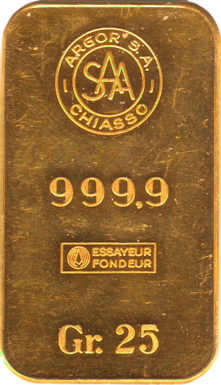 ARGOR S.A
SAA
CHIASSO
999,9
ESSAYEUR
FONDEUR
Gr. 25